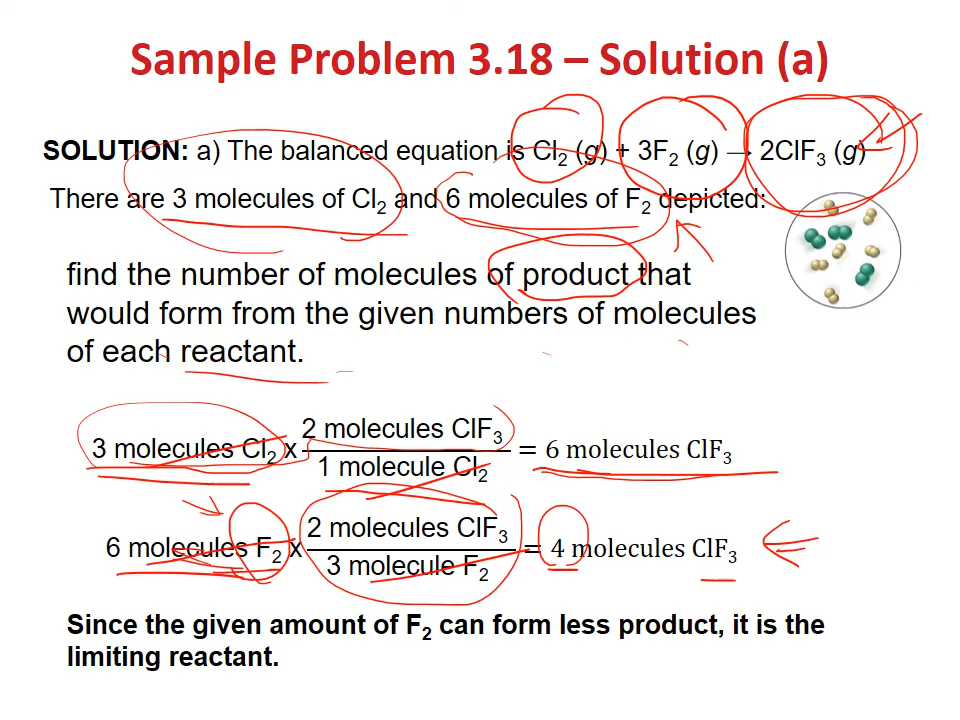 Sample Problem 3.18 – Solution (a)
SOLUTION: a) The balanced equation is Cl₂ (g) + 3F₂ (g) → 2ClF₃ (g)
There are 3 molecules of Cl₂ and 6 molecules of F₂ depicted:
find the number of molecules of product that
would form from the given numbers of molecules
of each reactant.
3 molecules Cl₂ x 2 molecules ClF₃ / 1 molecule Cl₂ = 6 molecules ClF₃
6 molecules F₂ x 2 molecules ClF₃ / 3 molecule F₂ = 4 molecules ClF₃
Since the given amount of F₂ can form less product, it is the
limiting reactant.